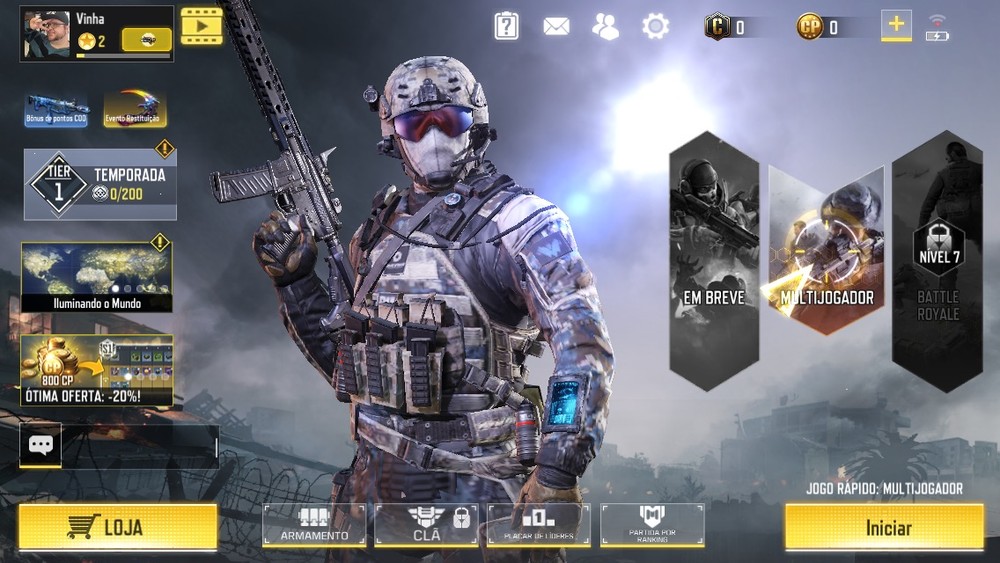 Vinha
2
Bônus de pontos COD
Evento Restituição
TIER
1
TEMPORADA
0/200
Iluminando o Mundo
S1
CP
800 CP
ÓTIMA OFERTA: -20%!
LOJA
ARMAMENTO
CLÃ
PLACAR DE LÍDERES
PARTIDA POR
RANKING
?
C 0
CP 0
+
EM BREVE
MULTIJOGADOR
NÍVEL 7
BATTLE
ROYALE
JOGO RÁPIDO: MULTIJOGADOR
Iniciar